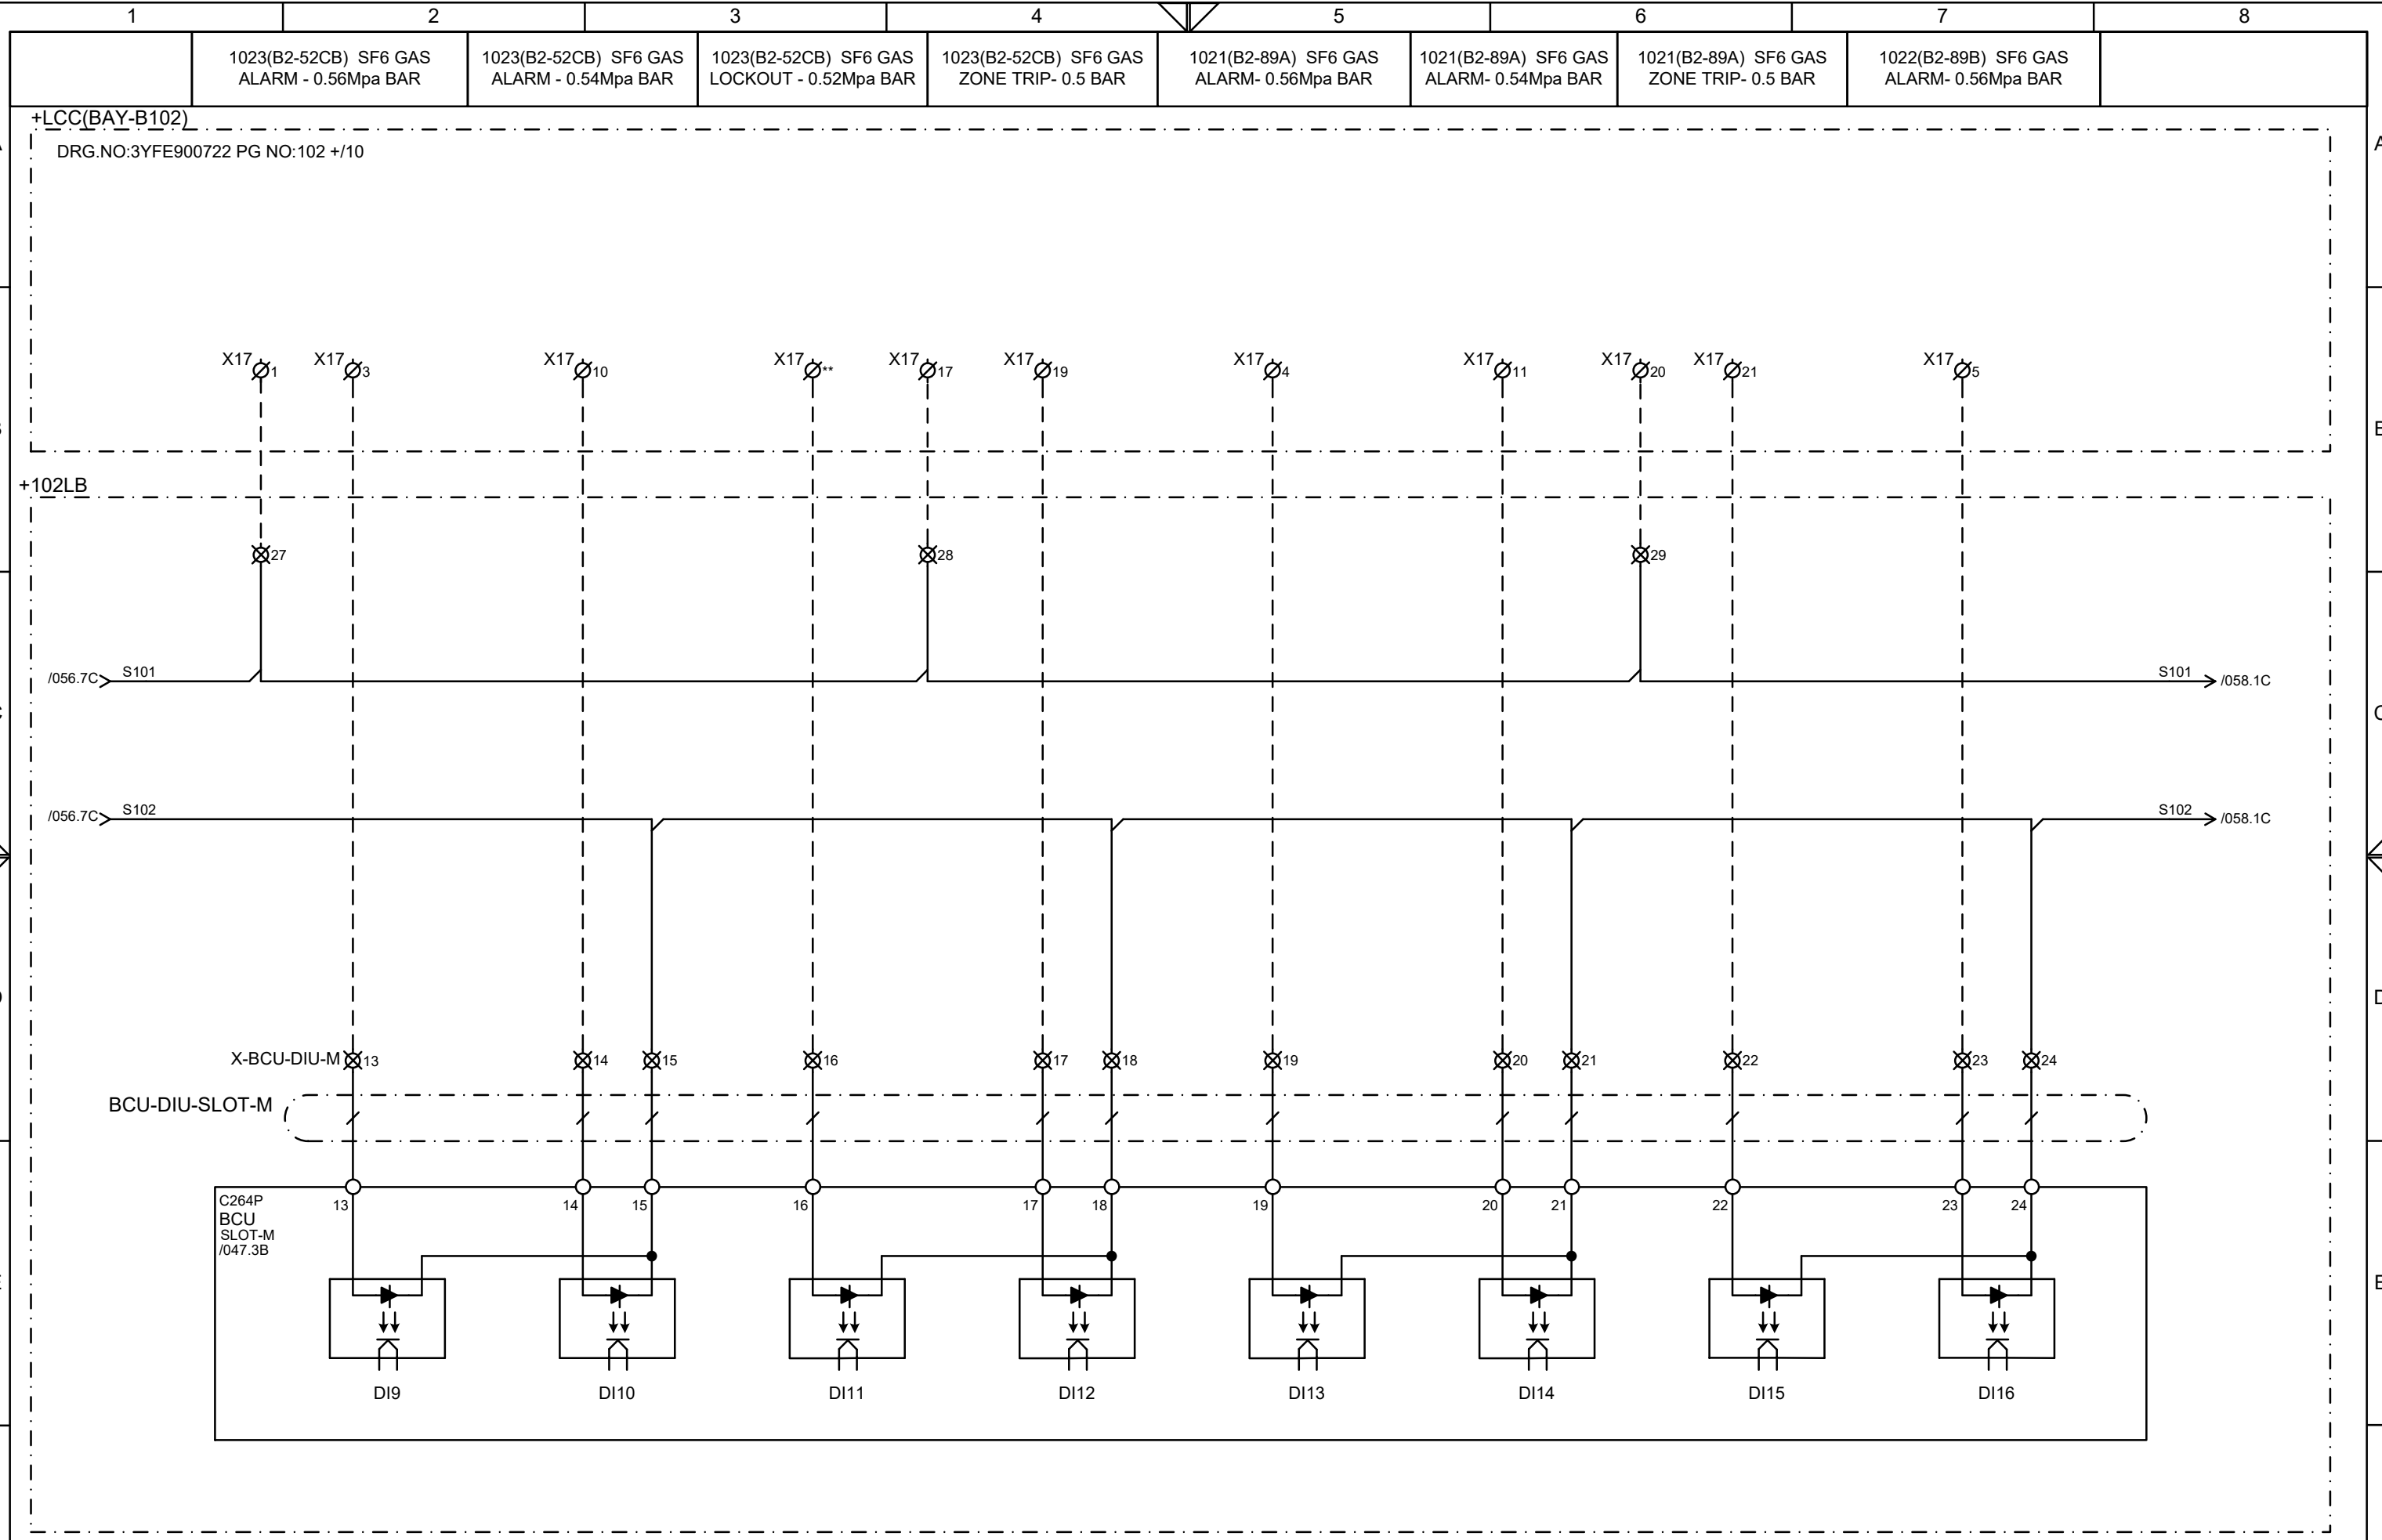 1 2 3 4 5 6 7 8
1023(B2-52CB) SF6 GAS
ALARM - 0.56Mpa BAR
1023(B2-52CB) SF6 GAS
ALARM - 0.54Mpa BAR
1023(B2-52CB) SF6 GAS
LOCKOUT - 0.52Mpa BAR
1023(B2-52CB) SF6 GAS
ZONE TRIP- 0.5 BAR
1021(B2-89A) SF6 GAS
ALARM- 0.56Mpa BAR
1021(B2-89A) SF6 GAS
ALARM- 0.54Mpa BAR
1021(B2-89A) SF6 GAS
ZONE TRIP- 0.5 BAR
1022(B2-89B) SF6 GAS
ALARM- 0.56Mpa BAR
+LCC(BAY-B102)
DRG.NO:3YFE900722 PG NO:102 +/10
X17 1 X17 3 X17 10 X17 ** X17 17 X17 19 X17 4 X17 11 X17 20 X17 21 X17 5
+102LB
27 28 29
/056.7C S101 S101 /058.1C
/056.7C S102 S102 /058.1C
X-BCU-DIU-M 13 14 15 16 17 18 19 20 21 22 23 24
BCU-DIU-SLOT-M
C264P
BCU
SLOT-M
/047.3B
13 14 15 16 17 18 19 20 21 22 23 24
DI9 DI10 DI11 DI12 DI13 DI14 DI15 DI16